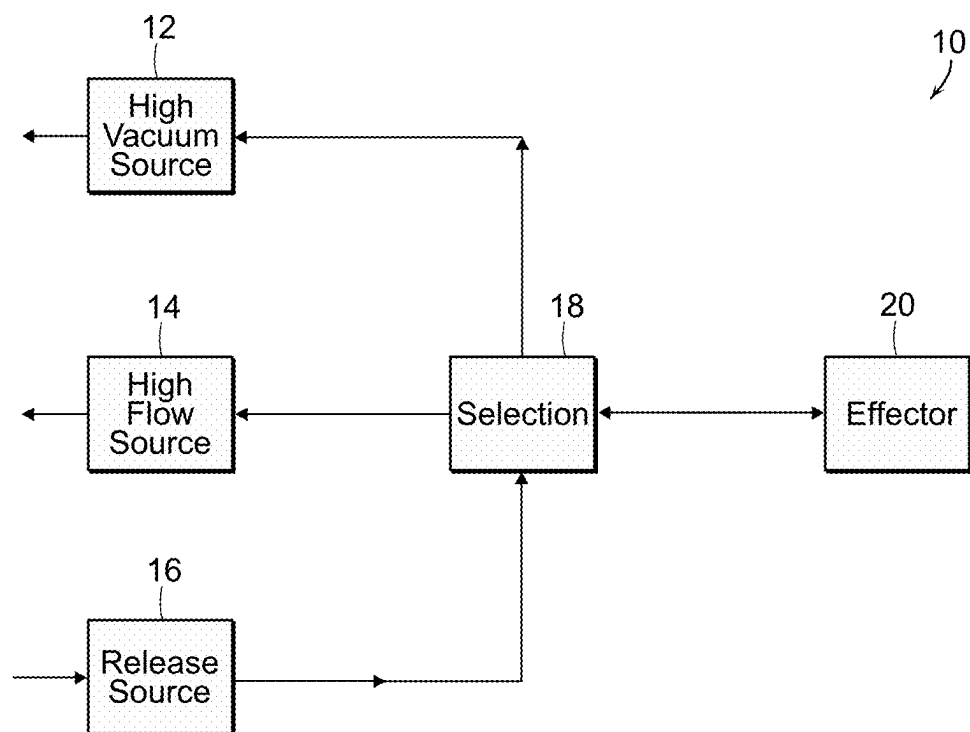 12
10
High
Vacuum
Source
14
18
20
High
Flow
Source
Selection
Effector
16
Release
Source